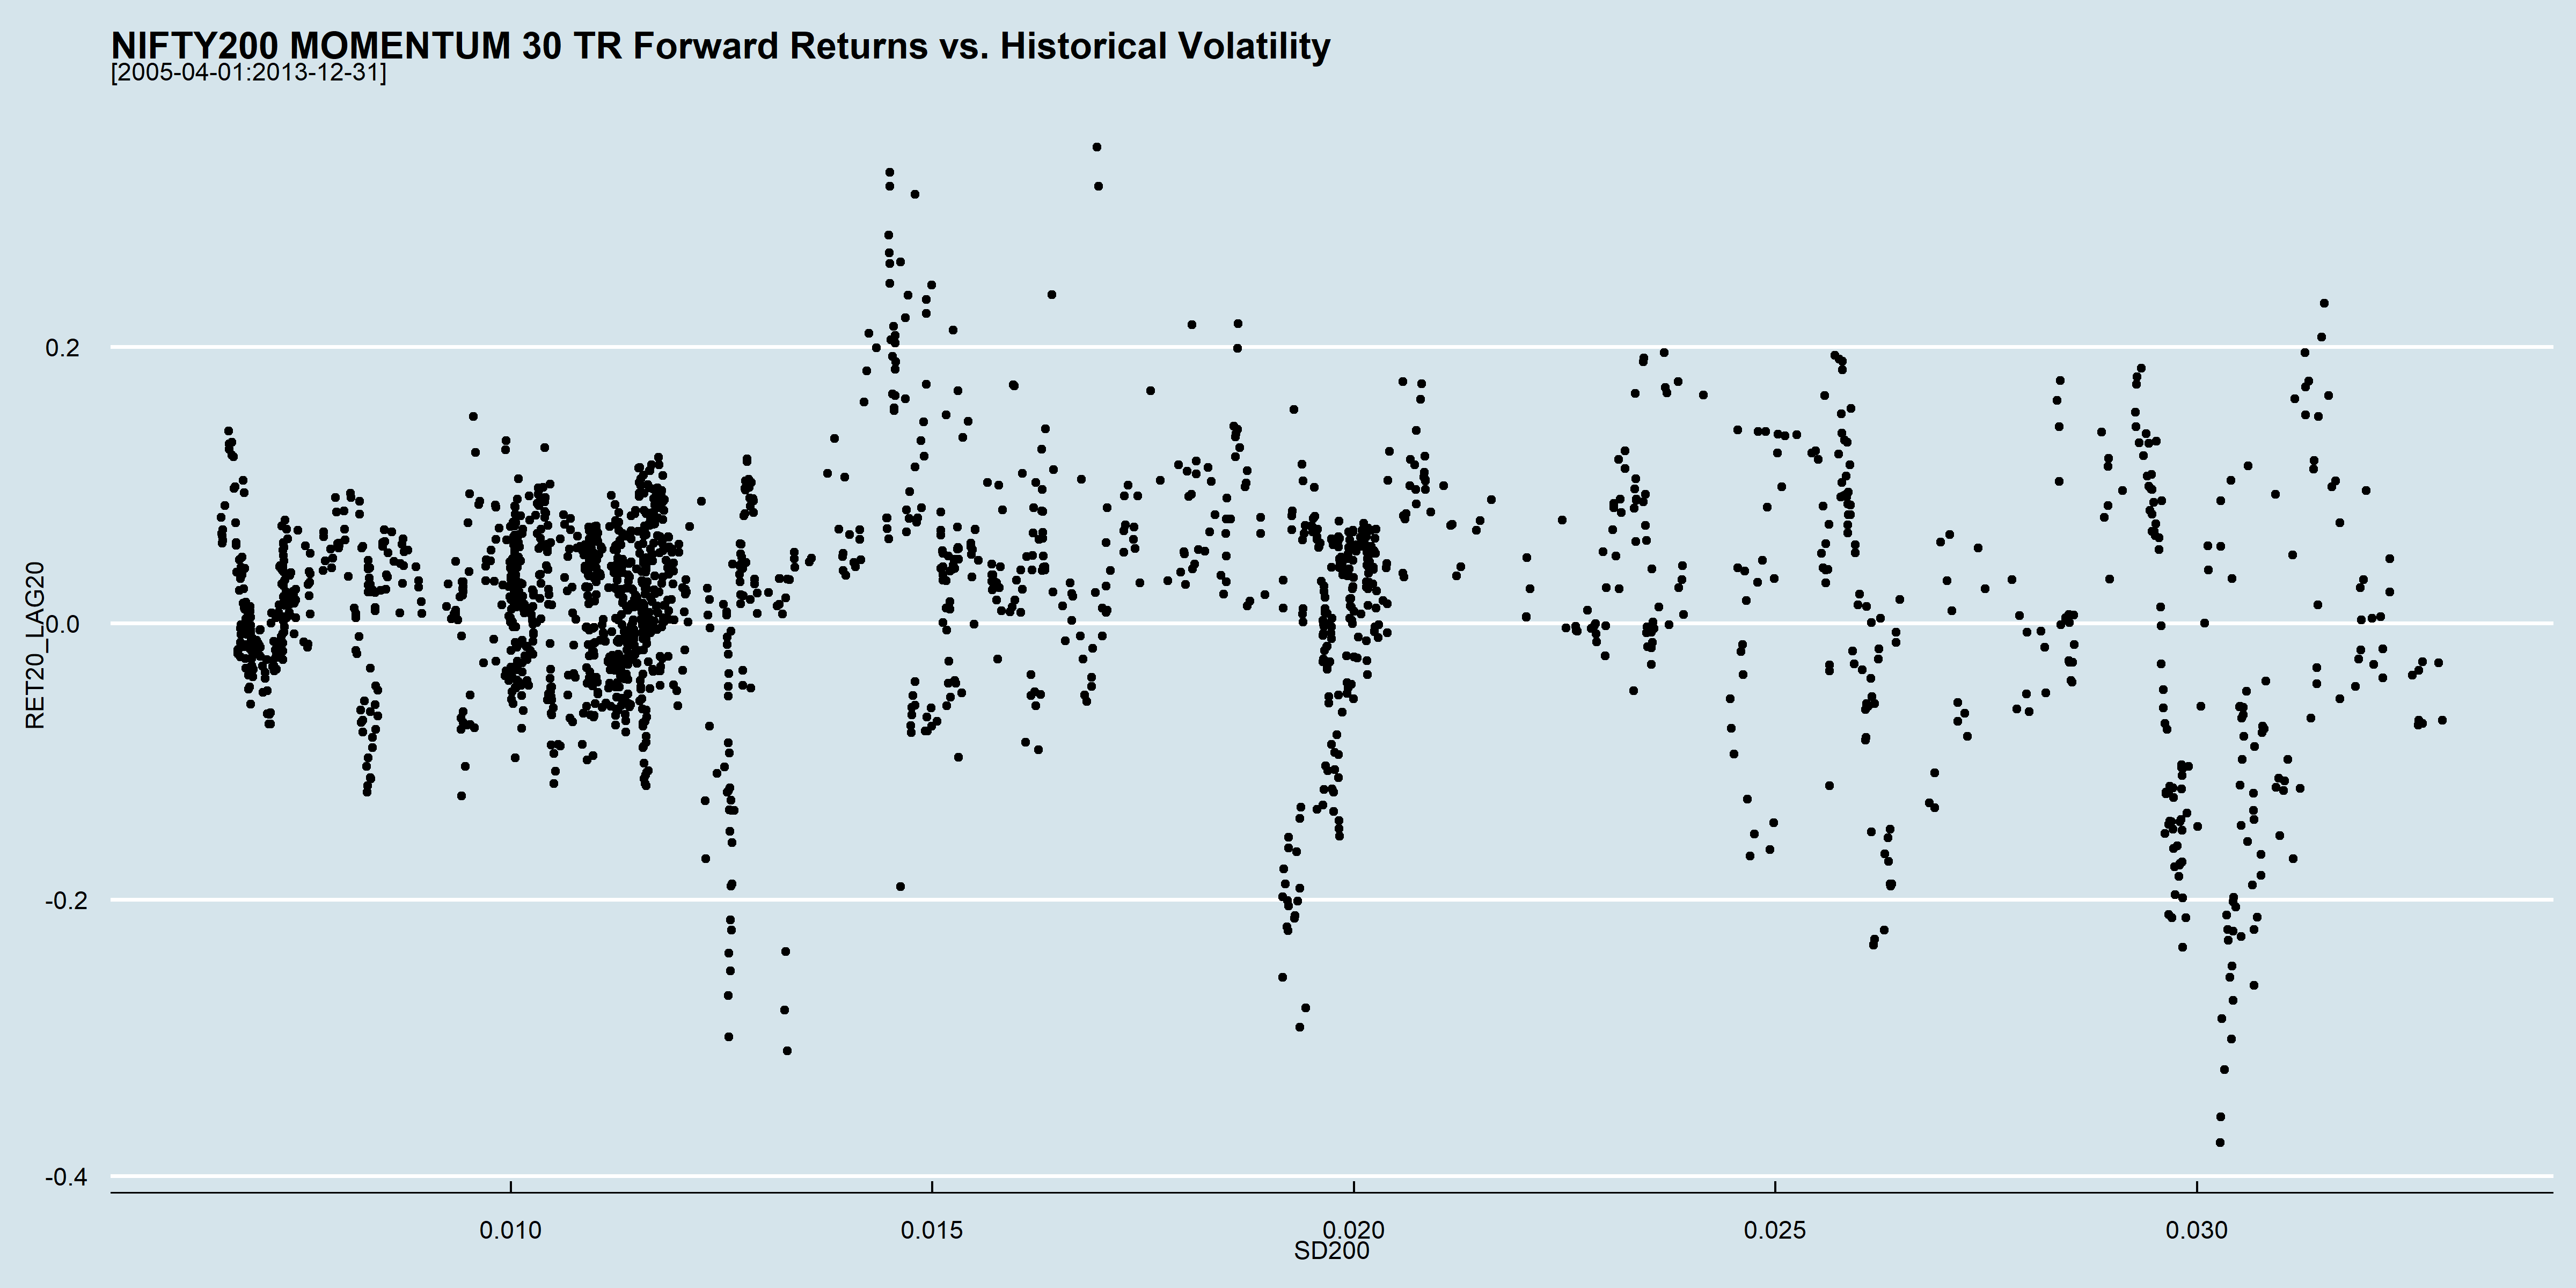 NIFTY200 MOMENTUM 30 TR Forward Returns vs. Historical Volatility
[2005-04-01:2013-12-31]
RET20_LAG20
0.2
0.0
-0.2
-0.4
0.010 0.015 0.020 0.025 0.030
SD200